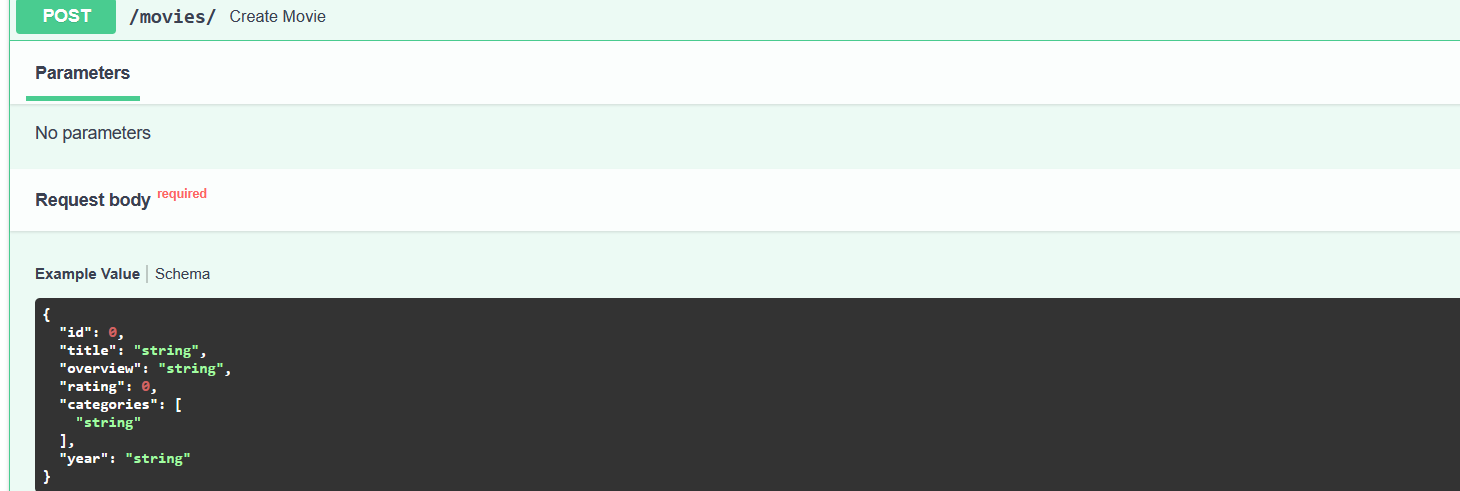 POST /movies/ Create Movie
Parameters
No parameters
Request body required
Example Value Schema
{
  "id": 0,
  "title": "string",
  "overview": "string",
  "rating": 0,
  "categories": [
    "string"
  ],
  "year": "string"
}